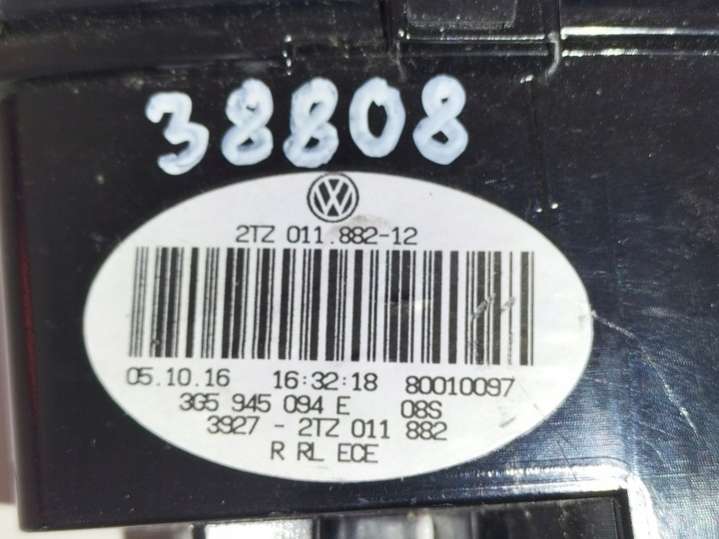 38808
VW
2TZ 011.882-12
05.10.16 16:32:18 80010097
3G5 945 094 E 08S
3927 - 2TZ 011 882
R RL ECE